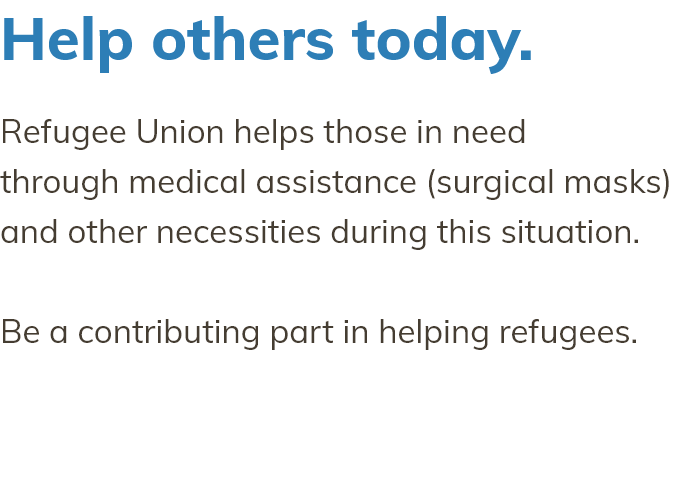 Help others today.
Refugee Union helps those in need
through medical assistance (surgical masks)
and other necessities during this situation.
Be a contributing part in helping refugees.